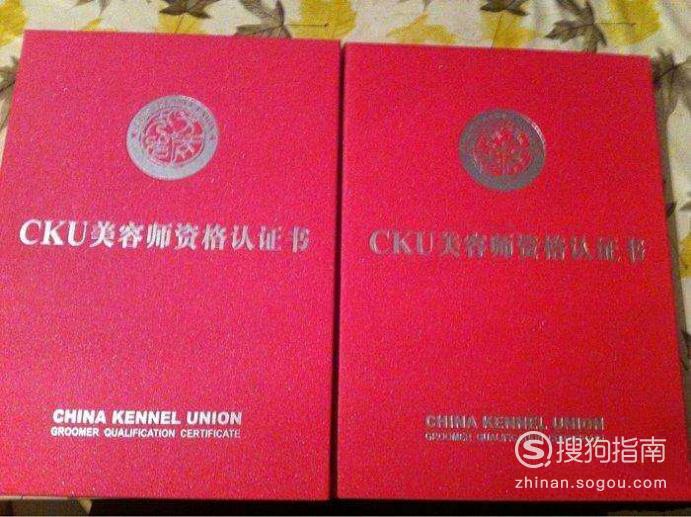 CKU美容师资格认证书
CHINA KENNEL UNION
GROOMER QUALIFICATION CERTIFICATE
CKU美容师资格认证书
CHINA KENNEL UNION
GROOMER QUALIFICATION
搜狗指南
zhinan.sogou.com